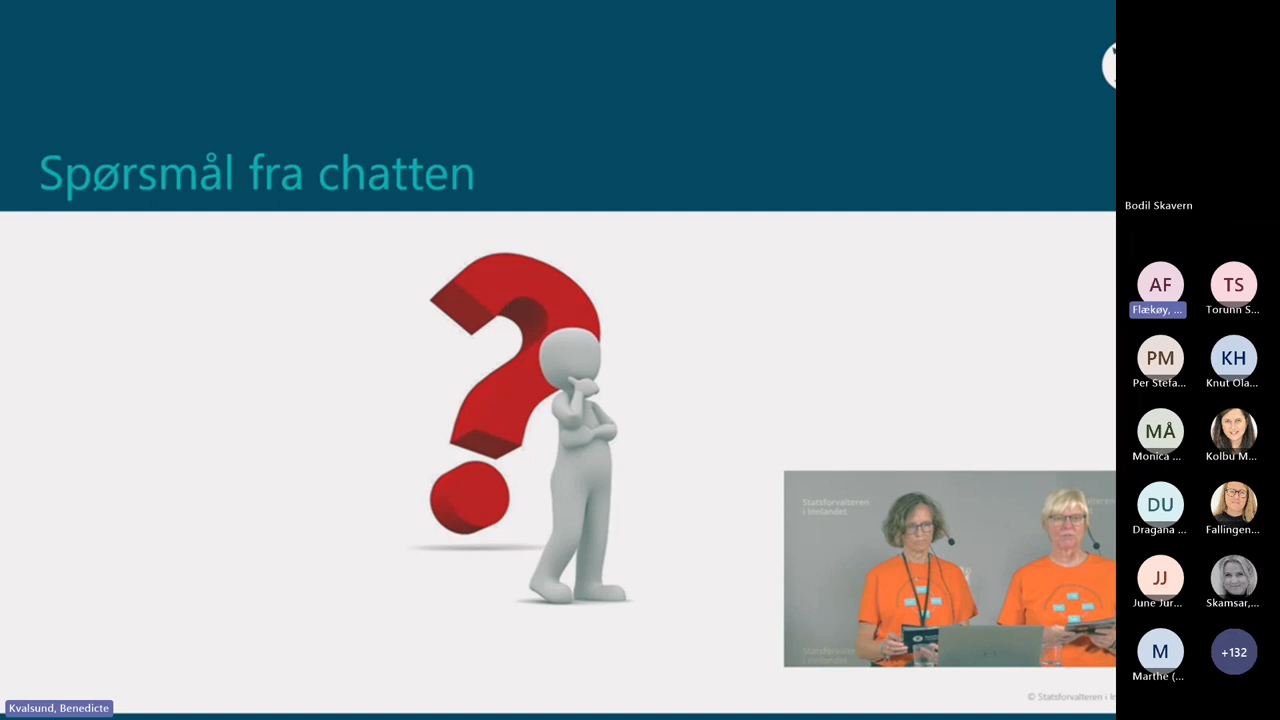 Spørsmål fra chatten
Statsforvalteren
i Innlandet
© Statsforvalteren i In
Kvalsund, Benedicte
Bodil Skavern
AF
Flækøy, ...
TS
Torunn S...
PM
Per Stefa...
KH
Knut Ola...
MÅ
Monica ...
Kolbu M...
DU
Dragana ...
Fallingen...
JJ
June Jur...
Skamsar,...
M
Marthe (...
+132